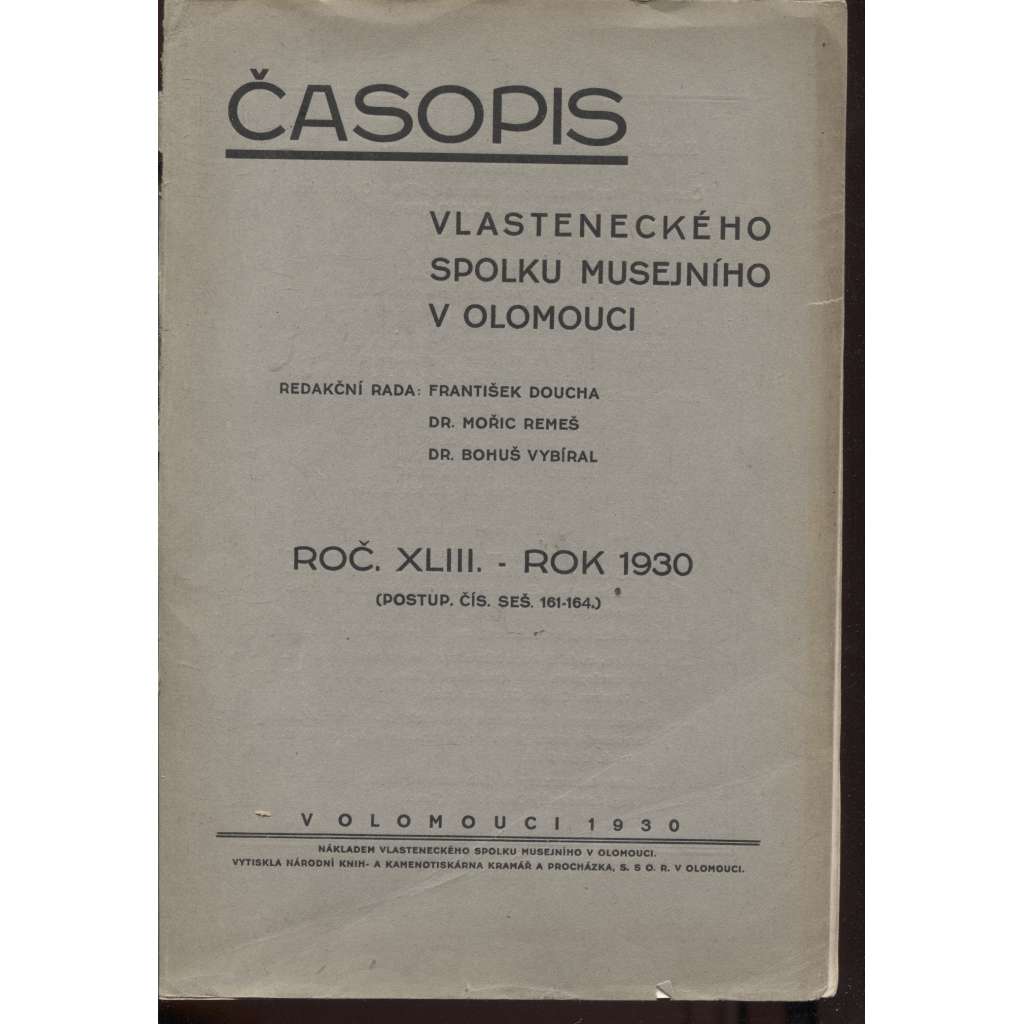 ČASOPIS
VLASTENECKÉHO
SPOLKU MUSEJNÍHO
V OLOMOUCI
REDAKČNÍ RADA: FRANTIŠEK DOUCHA
DR. MOŘIC REMEŠ
DR. BOHUŠ VYBÍRAL
ROČ. XLIII. - ROK 1930
(POSTUP. ČÍS. SEŠ. 161-164.)
V OLOMOUCI 1930
NÁKLADEM VLASTENECKÉHO SPOLKU MUSEJNÍHO V OLOMOUCI.
VYTISKLA NÁRODNÍ KNIH- A KAMENOTISKÁRNA KRAMÁŘ A PROCHÁZKA, S. S O. R. V OLOMOUCI.